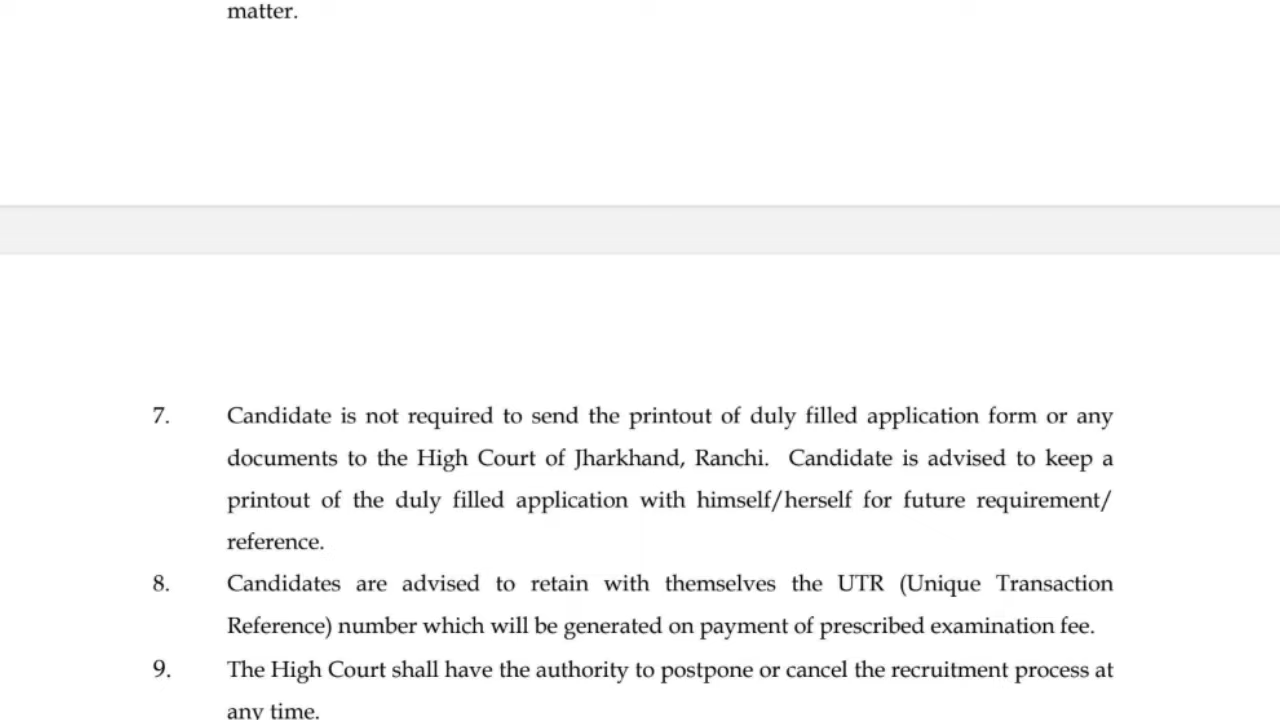 matter.
7. Candidate is not required to send the printout of duly filled application form or any
documents to the High Court of Jharkhand, Ranchi. Candidate is advised to keep a
printout of the duly filled application with himself/herself for future requirement/
reference.
8. Candidates are advised to retain with themselves the UTR (Unique Transaction
Reference) number which will be generated on payment of prescribed examination fee.
9. The High Court shall have the authority to postpone or cancel the recruitment process at
any time.